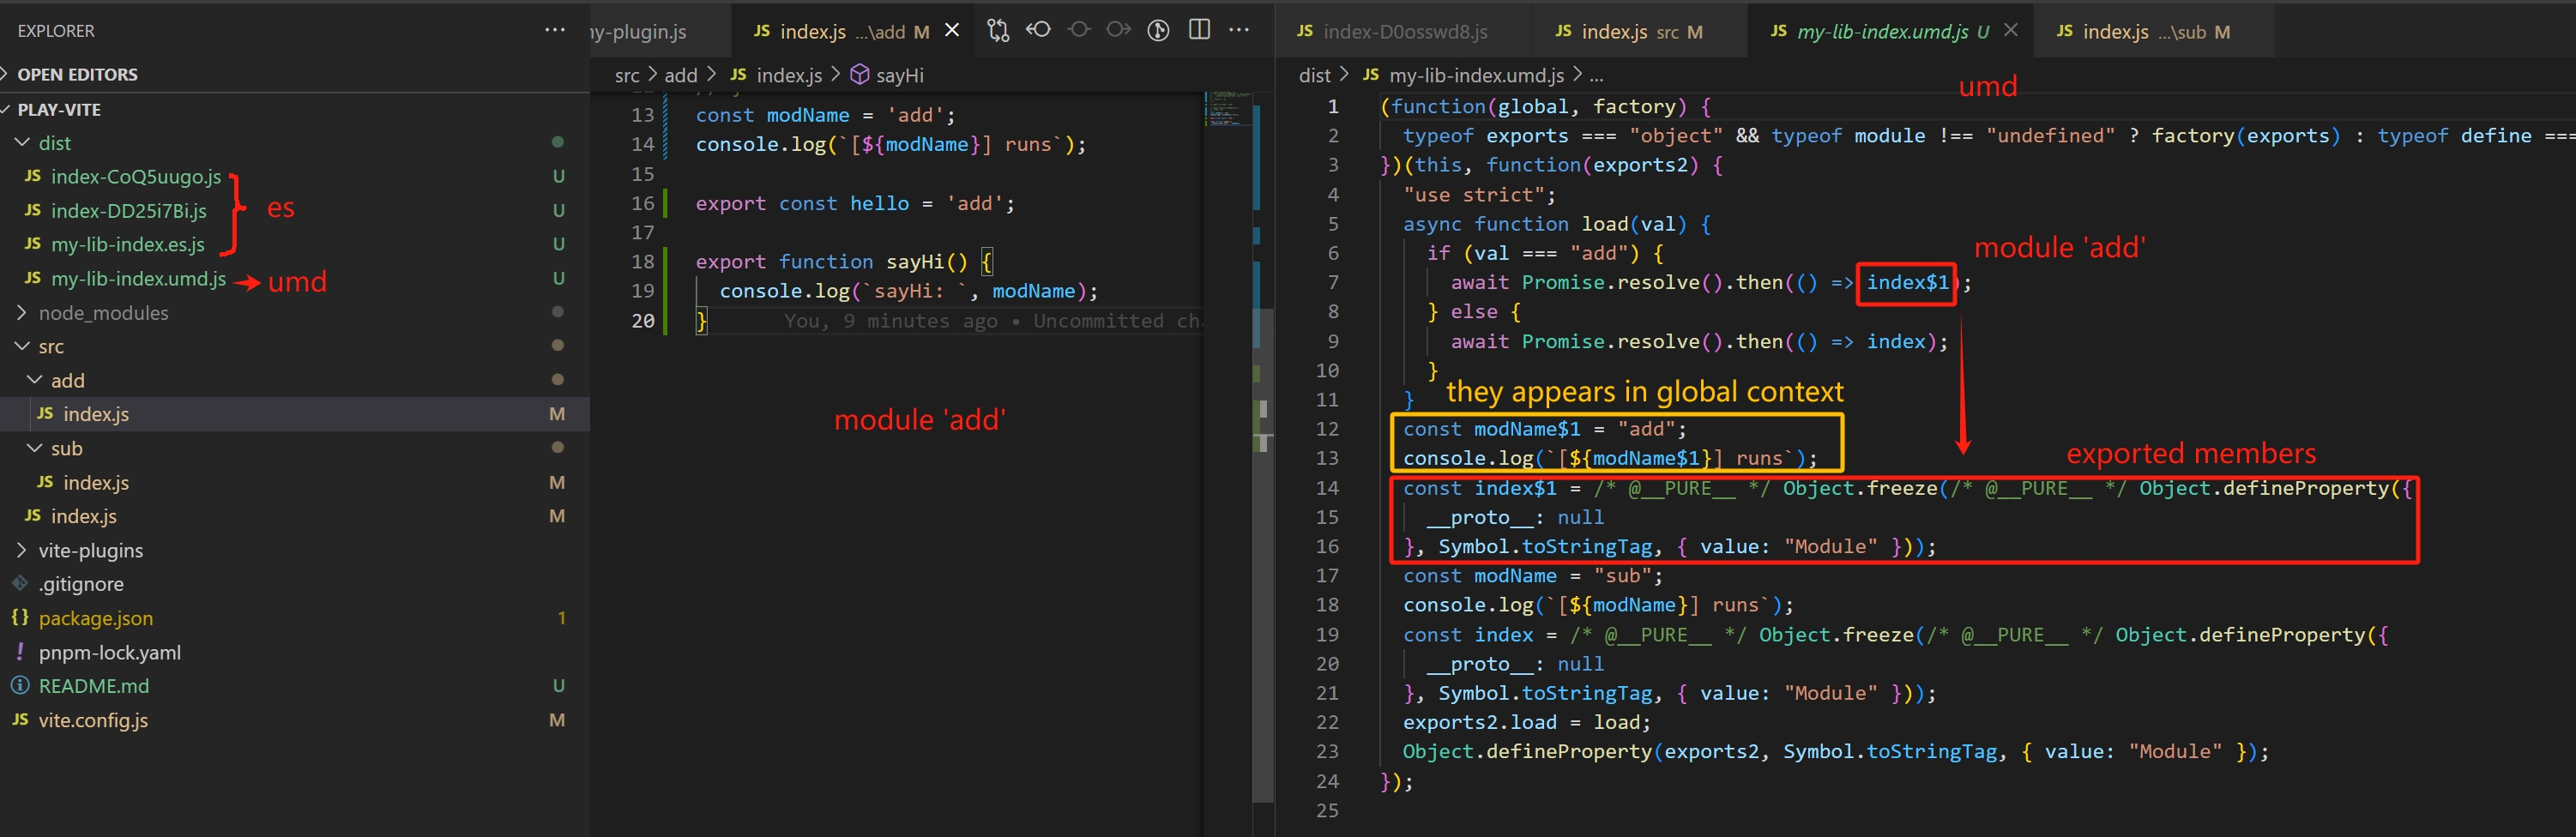 EXPLORER
OPEN EDITORS
PLAY-VITE
dist
JS index-CoQ5uugo.js U
JS index-DD25i7Bi.js U
JS my-lib-index.es.js U
JS my-lib-index.umd.js U
es
umd
node_modules
src
add
JS index.js M
sub
JS index.js M
JS index.js M
vite-plugins
.gitignore
{} package.json 1
! pnpm-lock.yaml
README.md U
JS vite.config.js M
y-plugin.js
JS index.js ...\add M
src > add > JS index.js > sayHi
13 const modName = 'add';
14 console.log(`[${modName}] runs`);
15
16 export const hello = 'add';
17
18 export function sayHi() {
19 console.log(`sayHi: `, modName);
20 } You, 9 minutes ago • Uncommitted cha
module 'add'
JS index-D0osswd8.js
JS index.js src M
JS my-lib-index.umd.js U
JS index.js ...\sub M
dist > JS my-lib-index.umd.js > ...
umd
1 (function(global, factory) {
2 typeof exports === "object" && typeof module !== "undefined" ? factory(exports) : typeof define ===
3 })(this, function(exports2) {
4 "use strict";
5 async function load(val) {
6 if (val === "add") {
module 'add'
7 await Promise.resolve().then(() => index$1);
8 } else {
9 await Promise.resolve().then(() => index);
10 }
11 }
they appears in global context
12 const modName$1 = "add";
13 console.log(`[${modName$1}] runs`);
exported members
14 const index$1 = /* @__PURE__ */ Object.freeze(/* @__PURE__ */ Object.defineProperty({
15 __proto__: null
16 }, Symbol.toStringTag, { value: "Module" }));
17 const modName = "sub";
18 console.log(`[${modName}] runs`);
19 const index = /* @__PURE__ */ Object.freeze(/* @__PURE__ */ Object.defineProperty({
20 __proto__: null
21 }, Symbol.toStringTag, { value: "Module" }));
22 exports2.load = load;
23 Object.defineProperty(exports2, Symbol.toStringTag, { value: "Module" });
24 });
25